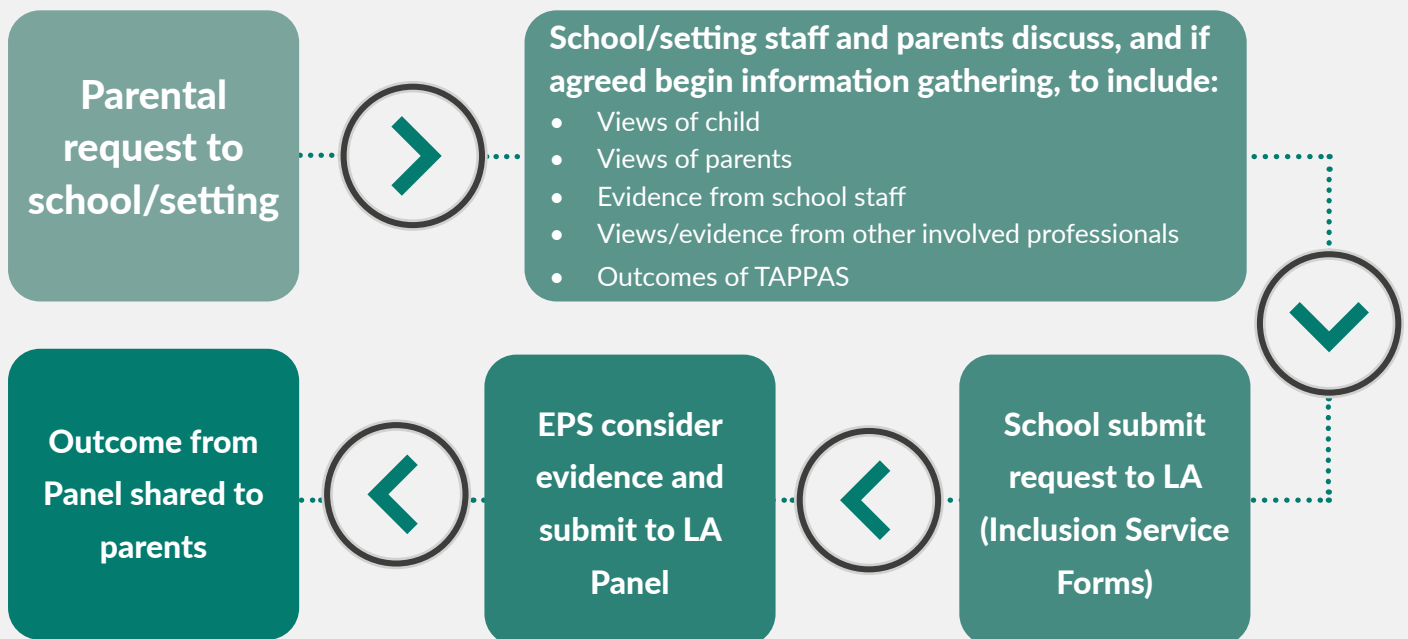 Parental
request to
school/setting
School/setting staff and parents discuss, and if
agreed begin information gathering, to include:
• Views of child
• Views of parents
• Evidence from school staff
• Views/evidence from other involved professionals
• Outcomes of TAPPAS
School submit
request to LA
(Inclusion Service
Forms)
EPS consider
evidence and
submit to LA
Panel
Outcome from
Panel shared to
parents